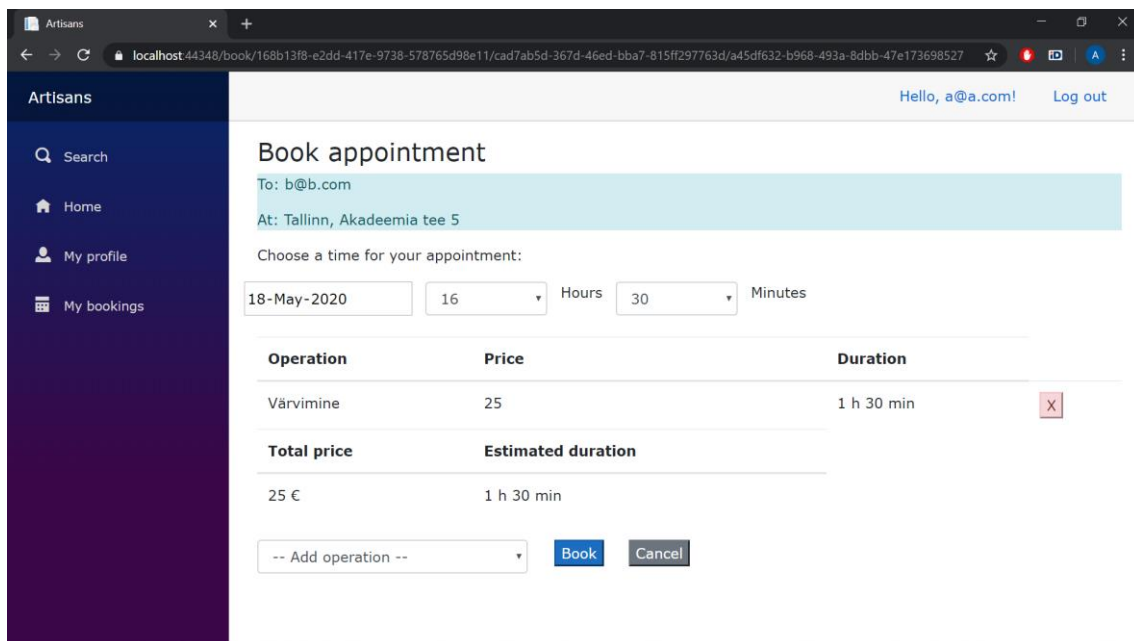 Artisans
localhost:44348/book/168b13f8-e2dd-417e-9738-578765d98e11/cad7ab5d-367d-46ed-bba7-815ff297763d/a45df632-b968-493a-8dbb-47e173698527
A
Artisans
Hello, a@a.com! Log out
Search
Home
My profile
My bookings
Book appointment
To: b@b.com
At: Tallinn, Akadeemia tee 5
Choose a time for your appointment:
18-May-2020 16 Hours 30 Minutes
Operation Price Duration
Värvimine 25 1 h 30 min X
Total price Estimated duration
25 € 1 h 30 min
-- Add operation -- Book Cancel